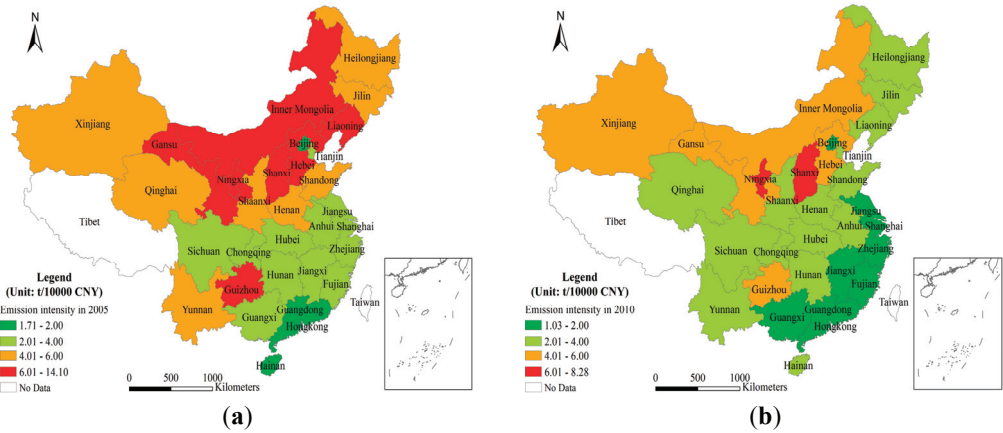 N
Heilongjiang
Jilin
Xinjiang
Inner Mongolia
Liaoning
Gansu
Beijing
Tianjin
Hebei
Ningxia
Shanxi
Shandong
Qinghai
Shaanxi
Henan
Jiangsu
Tibet
Anhui
Shanghai
Sichuan
Chongqing
Hubei
Zhejiang
Hunan
Jiangxi
Guizhou
Fujian
Yunnan
Taiwan
Guangxi
Guangdong
Hongkong
Hainan
Legend
(Unit: t/10000 CNY)
Emission intensity in 2005
1.71 - 2.00
2.01 - 4.00
4.01 - 6.00
6.01 - 14.10
No Data
0 500 1000
Kilometers
(a)
N
Heilongjiang
Jilin
Xinjiang
Inner Mongolia
Liaoning
Gansu
Beijing
Tianjin
Hebei
Ningxia
Shanxi
Shandong
Qinghai
Shaanxi
Henan
Jiangsu
Tibet
Anhui
Shanghai
Sichuan
Chongqing
Hubei
Zhejiang
Hunan
Jiangxi
Guizhou
Fujian
Yunnan
Taiwan
Guangxi
Guangdong
Hongkong
Hainan
Legend
(Unit: t/10000 CNY)
Emission intensity in 2010
1.03 - 2.00
2.01 - 4.00
4.01 - 6.00
6.01 - 8.28
No Data
0 500 1000
Kilometers
(b)